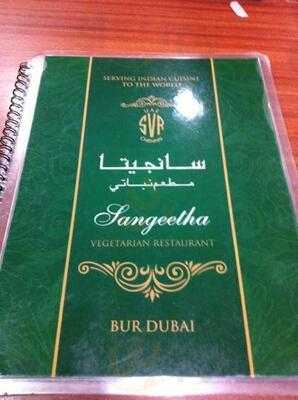 SERVING INDIAN CUISINE
TO THE WORLD
SVR
سانجيتا
مطعم نباتي
Sangeetha
VEGETARIAN RESTAURANT
BUR DUBAI